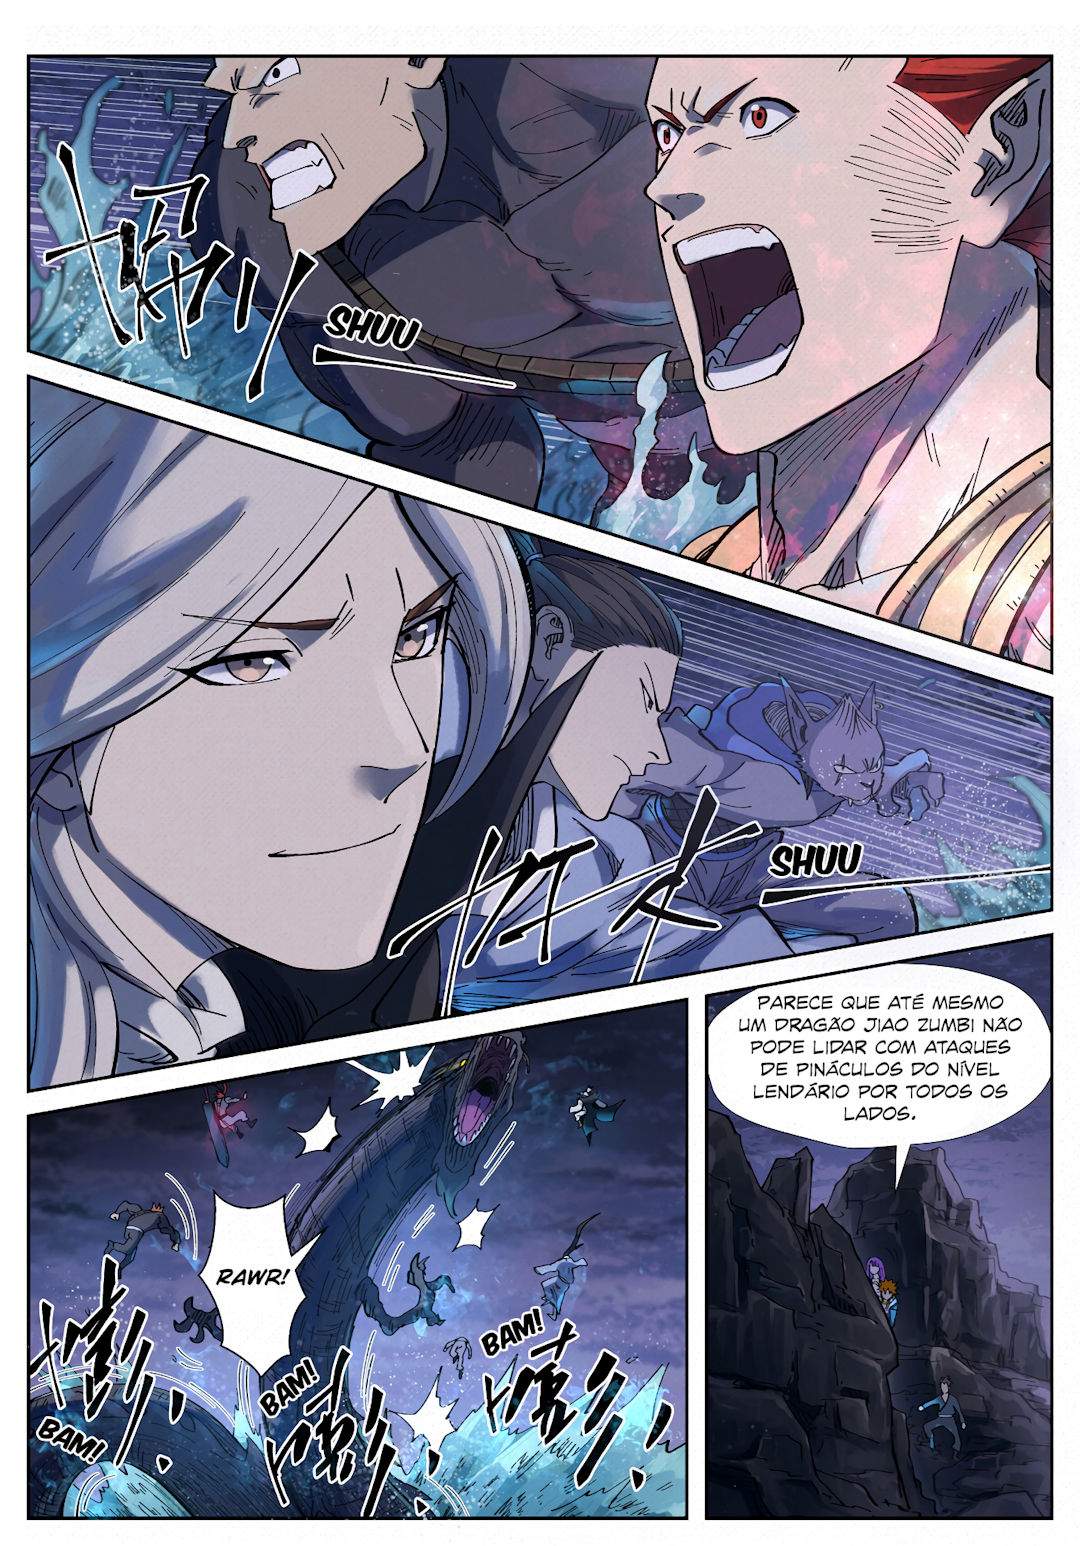 SHUU
SHUU
PARECE QUE ATÉ MESMO
UM DRAGÃO JIAO ZUMBI NÃO
PODE LIDAR COM ATAQUES
DE PINÁCULOS DO NÍVEL
LENDÁRIO POR TODOS OS
LADOS.
RAWR!
BAM!
BAM!
BAM!